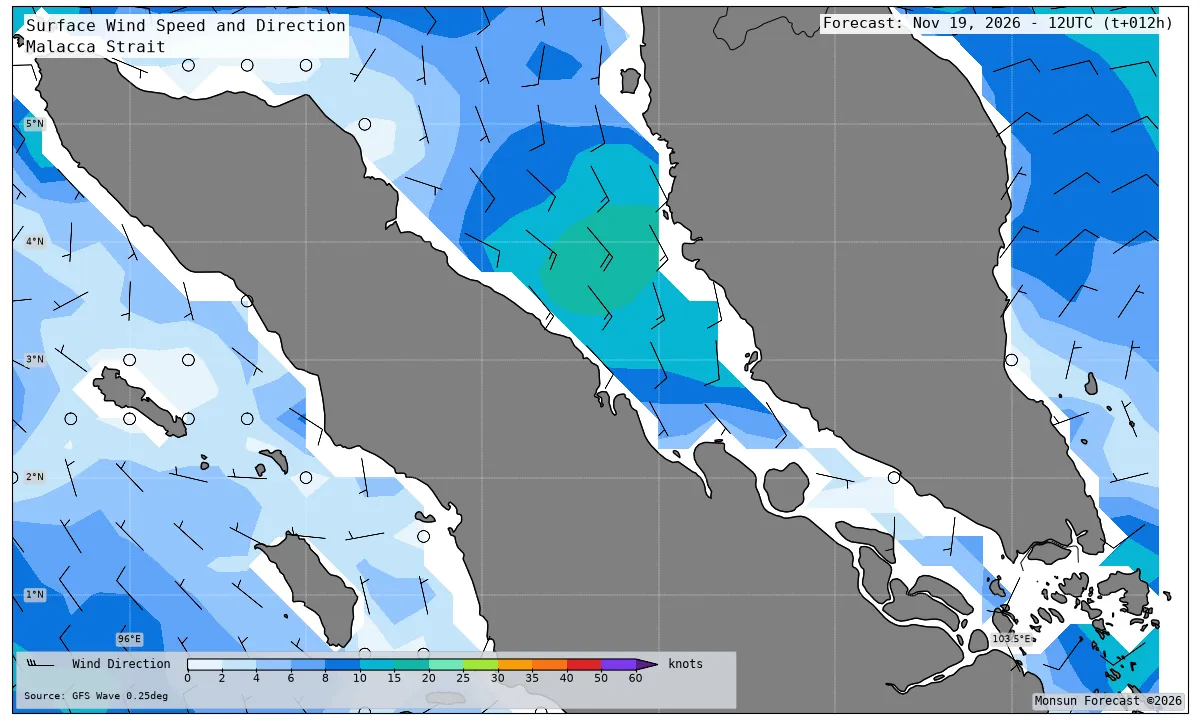 Surface Wind Speed and Direction
Malacca Strait
Forecast: Nov 19, 2026 - 12UTC (t+012h)
5°N
4°N
3°N
2°N
1°N
96°E
103.5°E
Wind Direction
knots
0 2 4 6 8 10 15 20 25 30 35 40 50 60
Source: GFS Wave 0.25deg
Monsun Forecast ©2026